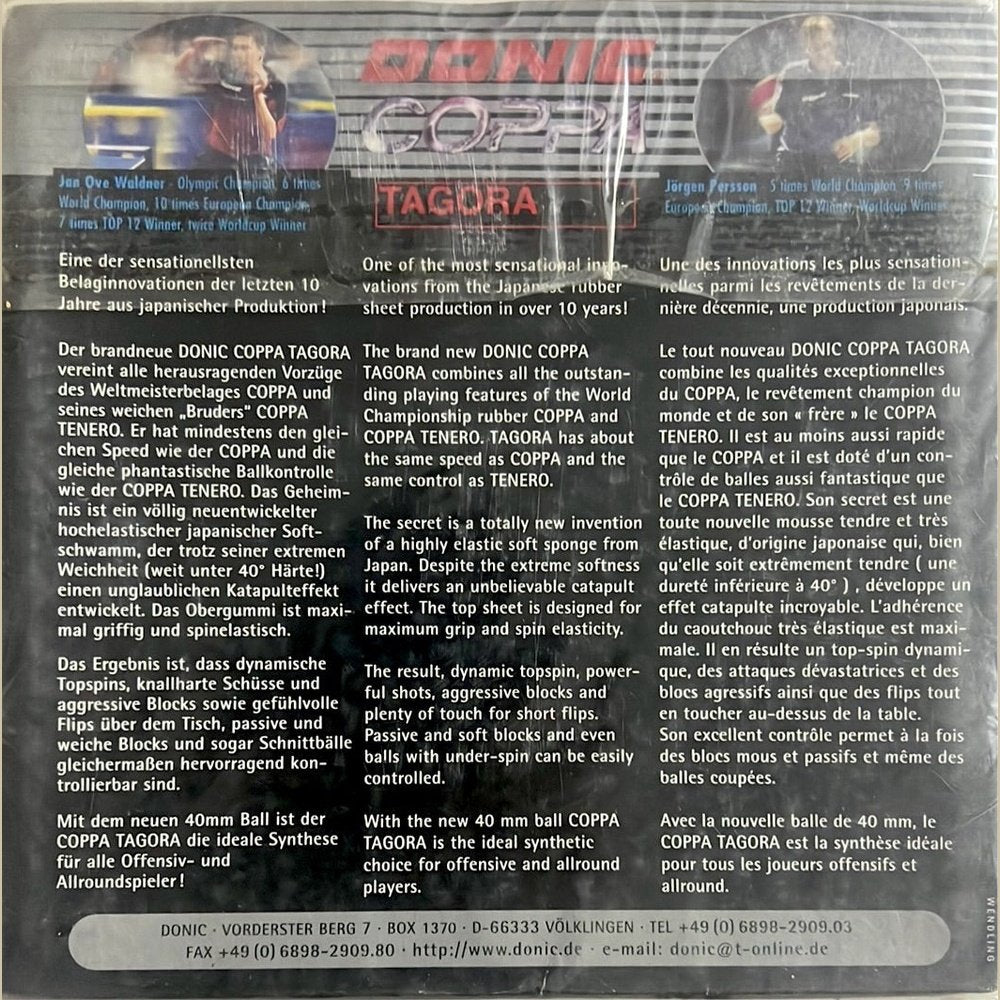 DONIC
COPPA
TAGORA
Jan Ove Waldner · Olympic Champion, 6 times
World Champion, 10 times European Champion,
7 times TOP 12 Winner, twice Worldcup Winner
Jörgen Persson · 5 times World Champion, 9 times
European Champion, TOP 12 Winner, Worldcup Winner
Eine der sensationellsten
Belaginnovationen der letzten 10
Jahre aus japanischer Produktion!
Der brandneue DONIC COPPA TAGORA
vereint alle herausragenden Vorzüge
des Weltmeisterbelages COPPA und
seines weichen „Bruders" COPPA
TENERO. Er hat mindestens den glei-
chen Speed wie der COPPA und die
gleiche phantastische Ballkontrolle
wie der COPPA TENERO. Das Geheim-
nis ist ein völlig neuentwickelter
hochelastischer japanischer Soft-
schwamm, der trotz seiner extremen
Weichheit (weit unter 40° Härte!)
einen unglaublichen Katapulteffekt
entwickelt. Das Obergummi ist maxi-
mal griffig und spinelastisch.
Das Ergebnis ist, dass dynamische
Topspins, knallharte Schüsse und
aggressive Blocks sowie gefühlvolle
Flips über dem Tisch, passive und
weiche Blocks und sogar Schnittbälle
gleichermaßen hervorragend kon-
trollierbar sind.
Mit dem neuen 40mm Ball ist der
COPPA TAGORA die ideale Synthese
für alle Offensiv- und
Allroundspieler!
One of the most sensational inno-
vations from the Japanese rubber
sheet production in over 10 years!
The brand new DONIC COPPA
TAGORA combines all the outstan-
ding playing features of the World
Championship rubber COPPA and
COPPA TENERO. TAGORA has about
the same speed as COPPA and the
same control as TENERO.
The secret is a totally new invention
of a highly elastic soft sponge from
Japan. Despite the extreme softness
it delivers an unbelievable catapult
effect. The top sheet is designed for
maximum grip and spin elasticity.
The result, dynamic topspin, power-
ful shots, aggressive blocks and
plenty of touch for short flips.
Passive and soft blocks and even
balls with under-spin can be easily
controlled.
With the new 40 mm ball COPPA
TAGORA is the ideal synthetic
choice for offensive and allround
players.
Une des innovations les plus sensation-
nelles parmi les revêtements de la der-
nière décennie, une production japonais.
Le tout nouveau DONIC COPPA TAGORA
combine les qualités exceptionnelles
du COPPA, le revêtement champion du
monde et de son « frère » le COPPA
TENERO. Il est au moins aussi rapide
que le COPPA et il est doté d'un con-
trôle de balles aussi fantastique que
le COPPA TENERO. Son secret est une
toute nouvelle mousse tendre et très
élastique, d'origine japonaise qui, bien
qu'elle soit extrêmement tendre ( une
dureté inférieure à 40° ) , développe un
effet catapulte incroyable. L'adhérence
du caoutchouc très élastique est maxi-
male. Il en résulte un top-spin dynami-
que, des attaques dévastatrices et des
blocs agressifs ainsi que des flips tout
en toucher au-dessus de la table.
Son excellent contrôle permet à la fois
des blocs mous et passifs et même des
balles coupées.
Avec la nouvelle balle de 40 mm, le
COPPA TAGORA est la synthèse idéale
pour tous les joueurs offensifs et
allround.
DONIC · VORDERSTER BERG 7 · BOX 1370 · D-66333 VÖLKLINGEN · TEL +49 (0) 6898-2909.03
FAX +49 (0) 6898-2909.80 · http://www.donic.de · e-mail: donic@t-online.de
WENDLING